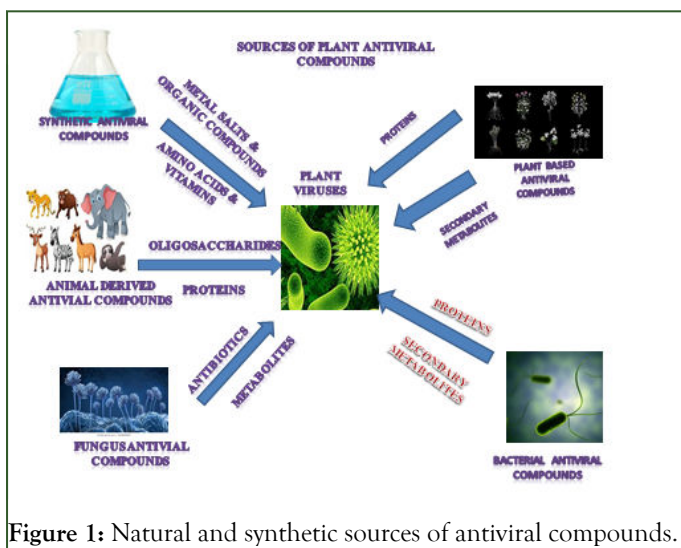 SOURCES OF PLANT ANTIVIRAL
COMPOUNDS
SYNTHETIC ANTIVIRAL
COMPOUNDS
METAL SALTS &
ORGANIC COMPOUNDS
AMINO ACIDS &
VITAMINS
PLANT
VIRUSES
PROTEINS
SECONDARY
METABOLITES
PLANT BASED
ANTIVIRAL
COMPOUNDS
OLIGOSACCHARIDES
PROTEINS
ANIMAL DERIVED
ANTIVIAL COMPOUNDS
ANTIBIOTICS
METABOLITES
FUNGUS ANTIVIAL
COMPOUNDS
PROTEINS
SECONDARY
METABOLITES
BACTERIAL ANTIVIRAL
COMPOUNDS
Figure 1: Natural and synthetic sources of antiviral compounds.